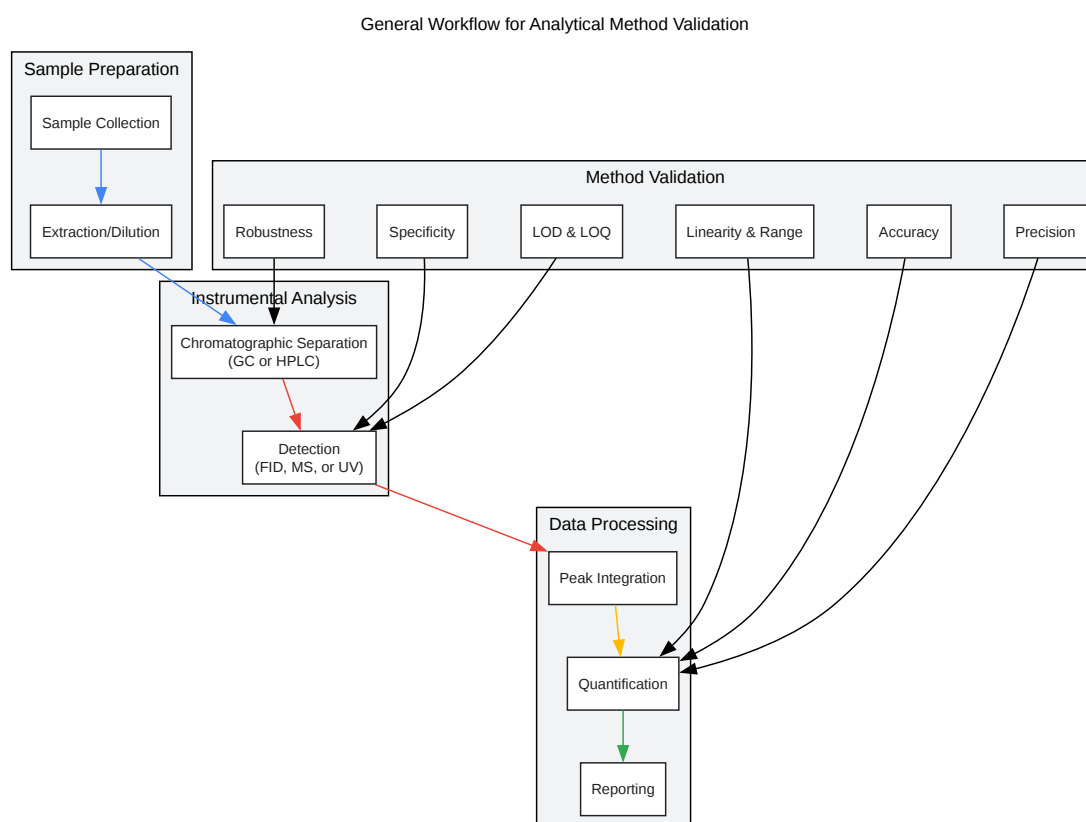 General Workflow for Analytical Method Validation
Sample Preparation
Sample Collection
Extraction/Dilution
Method Validation
Robustness
Specificity
LOD & LOQ
Linearity & Range
Accuracy
Precision
Instrumental Analysis
Chromatographic Separation
(GC or HPLC)
Detection
(FID, MS, or UV)
Data Processing
Peak Integration
Quantification
Reporting